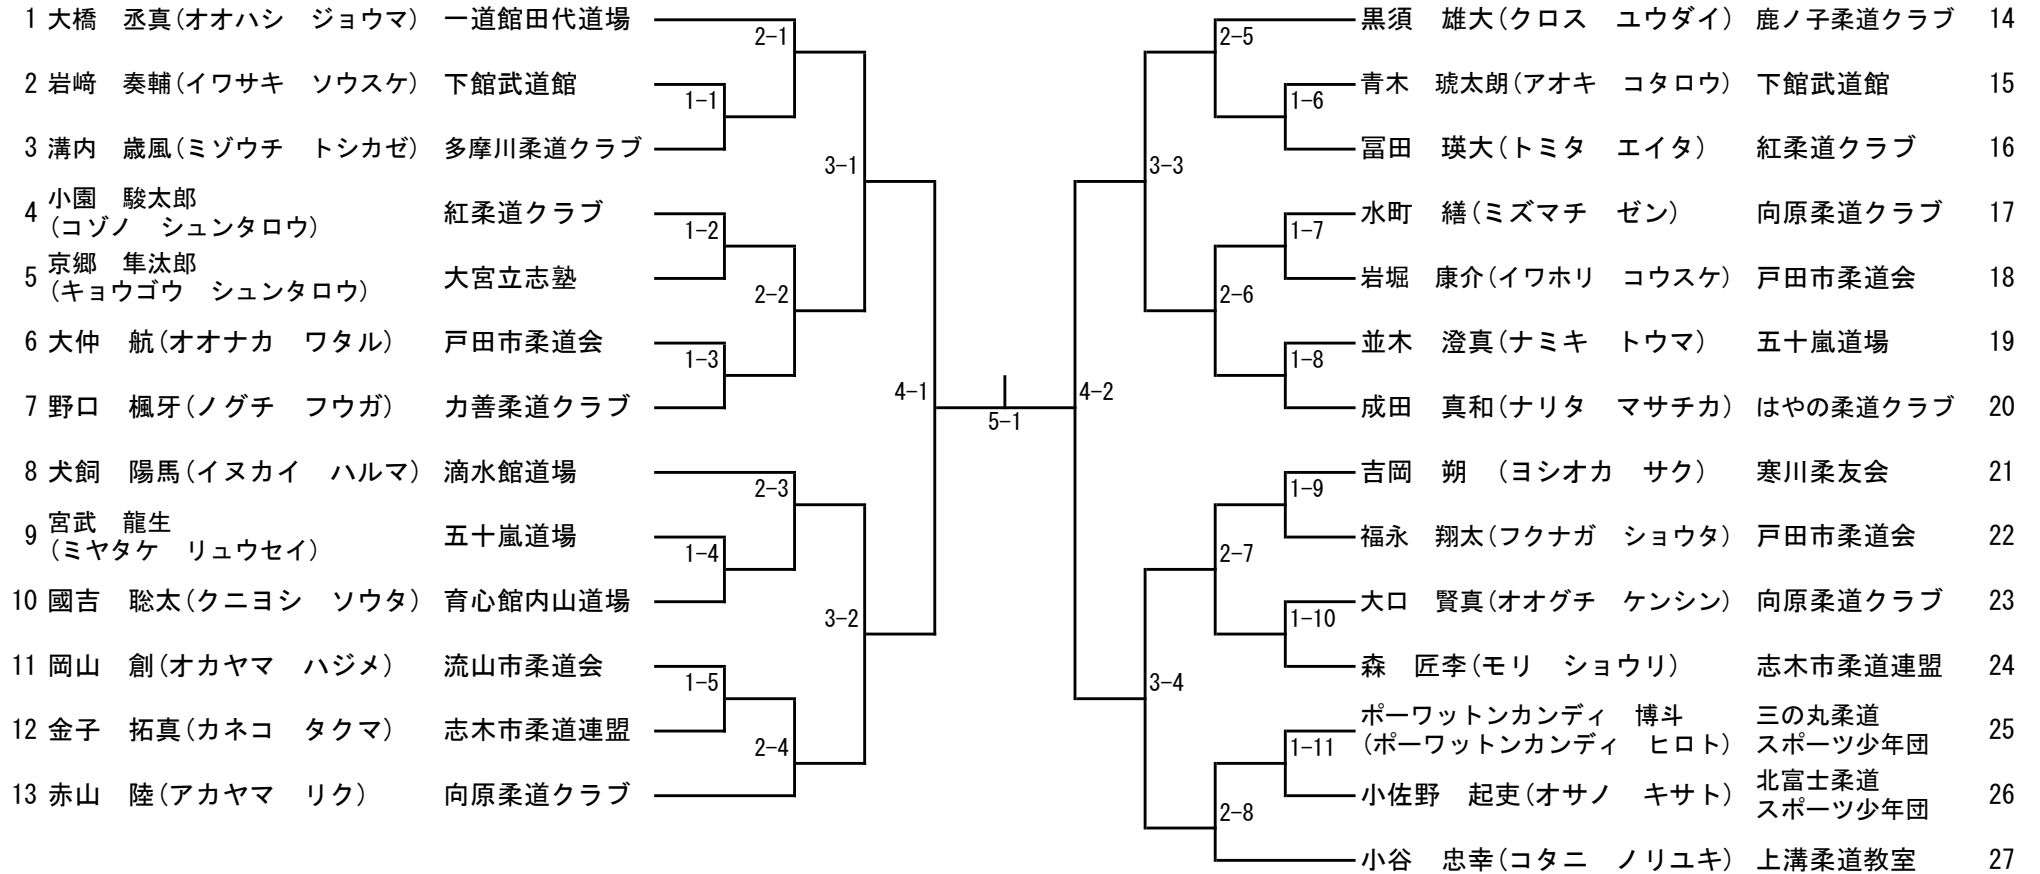 1 大橋　丞真(オオハシ　ジョウマ) 一道館田代道場
2 岩﨑　奏輔(イワサキ　ソウスケ) 下館武道館
3 溝内　歳風(ミゾウチ　トシカゼ) 多摩川柔道クラブ
4 小園　駿太郎 紅柔道クラブ
(コゾノ　シュンタロウ)
5 京郷　隼汰郎 大宮立志塾
(キョウゴウ　シュンタロウ)
6 大仲　航(オオナカ　ワタル) 戸田市柔道会
7 野口　楓牙(ノグチ　フウガ) 力善柔道クラブ
8 犬飼　陽馬(イヌカイ　ハルマ) 滴水館道場
9 宮武　龍生 五十嵐道場
(ミヤタケ　リュウセイ)
10 國吉　聡太(クニヨシ　ソウタ) 育心館内山道場
11 岡山　創(オカヤマ　ハジメ) 流山市柔道会
12 金子　拓真(カネコ　タクマ) 志木市柔道連盟
13 赤山　陸(アカヤマ　リク) 向原柔道クラブ
1-1
1-2
1-3
1-4
1-5
2-1
2-2
2-3
2-4
3-1
3-2
4-1
5-1
4-2
3-3
3-4
2-5
2-6
2-7
2-8
1-6
1-7
1-8
1-9
1-10
1-11
黒須　雄大(クロス　ユウダイ) 鹿ノ子柔道クラブ 14
青木　琥太朗(アオキ　コタロウ) 下館武道館 15
冨田　瑛大(トミタ　エイタ) 紅柔道クラブ 16
水町　繕(ミズマチ　ゼン) 向原柔道クラブ 17
岩堀　康介(イワホリ　コウスケ) 戸田市柔道会 18
並木　澄真(ナミキ　トウマ) 五十嵐道場 19
成田　真和(ナリタ　マサチカ) はやの柔道クラブ 20
吉岡　朔　(ヨシオカ　サク) 寒川柔友会 21
福永　翔太(フクナガ　ショウタ) 戸田市柔道会 22
大口　賢真(オオグチ　ケンシン) 向原柔道クラブ 23
森　匠李(モリ　ショウリ) 志木市柔道連盟 24
ポーワットンカンディ　博斗 三の丸柔道 25
(ポーワットンカンディ　ヒロト) スポーツ少年団
小佐野　起吏(オサノ　キサト) 北富士柔道 26
スポーツ少年団
小谷　忠幸(コタニ　ノリユキ) 上溝柔道教室 27